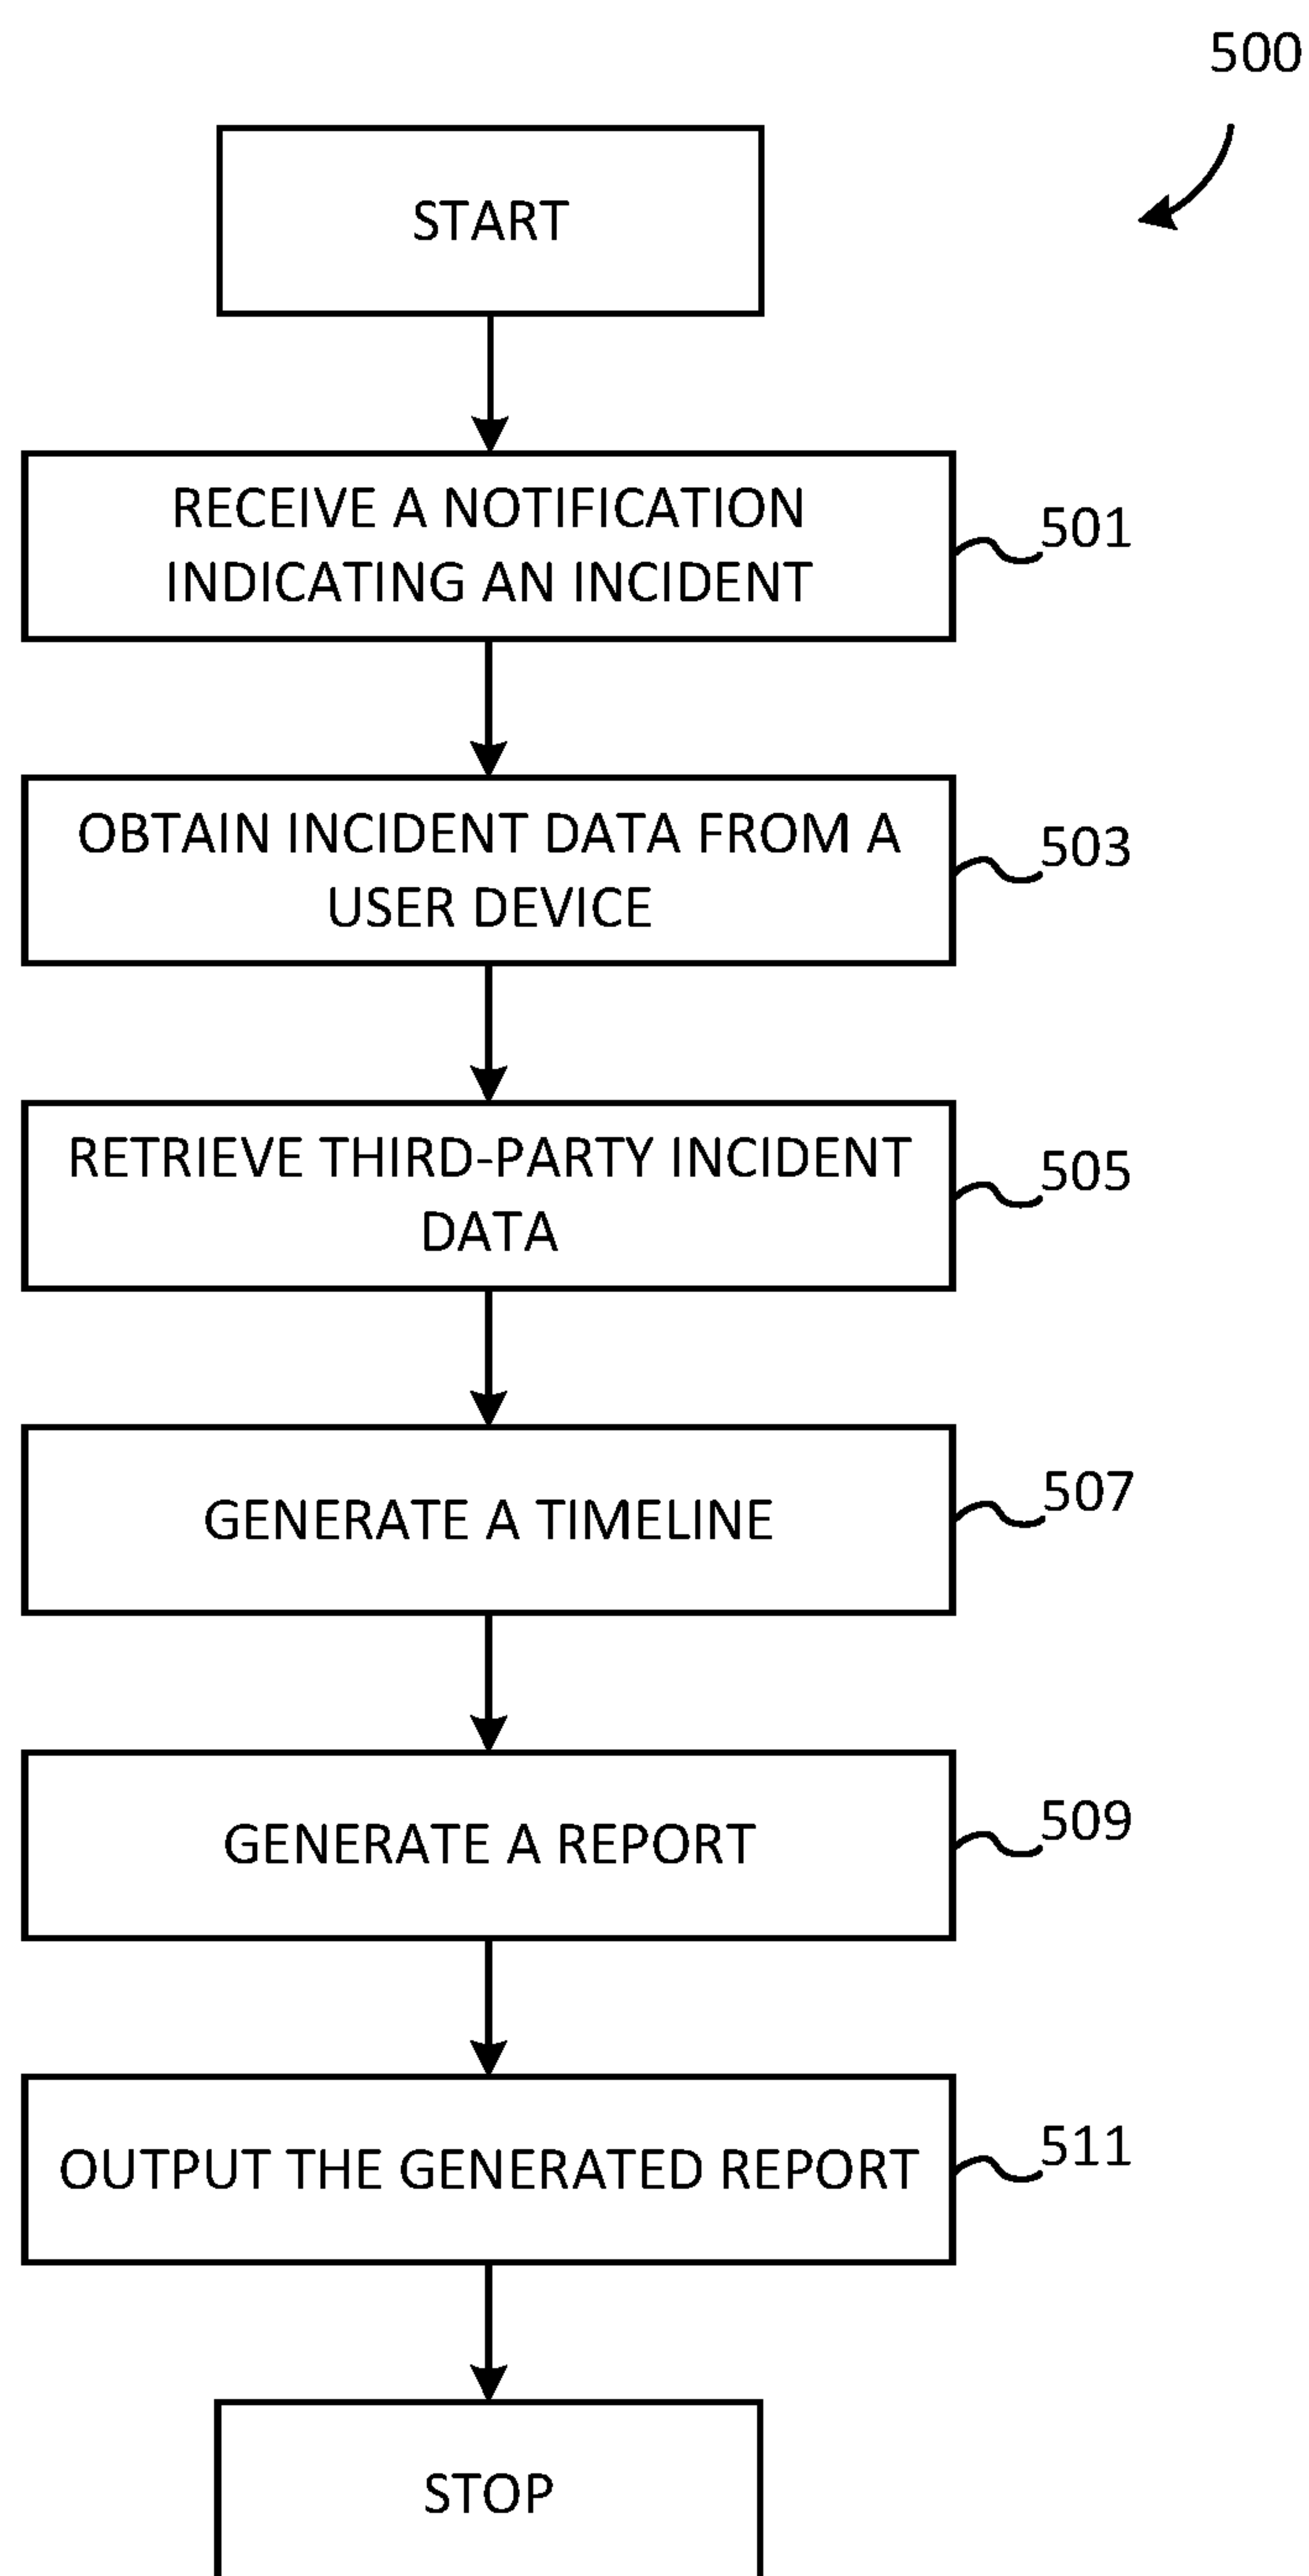 500
START
RECEIVE A NOTIFICATION
INDICATING AN INCIDENT
501
OBTAIN INCIDENT DATA FROM A
USER DEVICE
503
RETRIEVE THIRD-PARTY INCIDENT
DATA
505
GENERATE A TIMELINE
507
GENERATE A REPORT
509
OUTPUT THE GENERATED REPORT
511
STOP